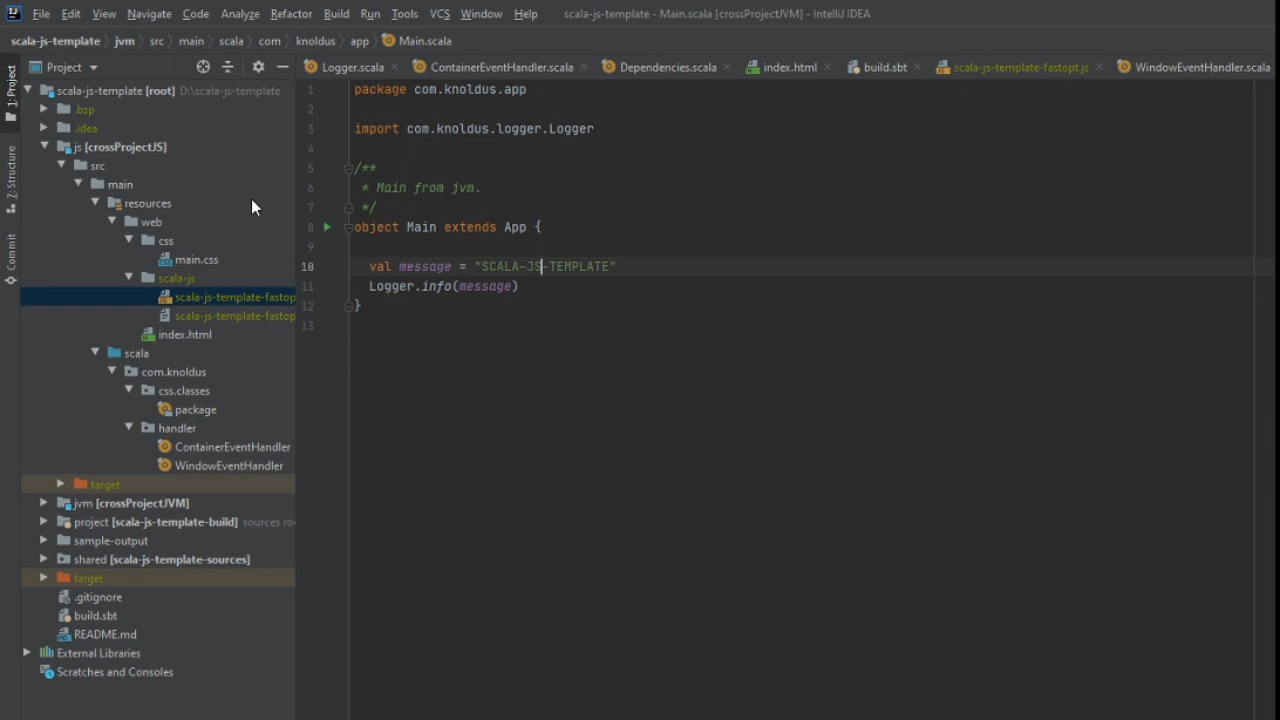 File Edit View Navigate Code Analyze Refactor Build Run Tools VCS Window Help scala-js-template - Main.scala [crossProjectJVM] - IntelliJ IDEA
scala-js-template jvm src main scala com knoldus app Main.scala
Project Logger.scala ContainerEventHandler.scala Dependencies.scala index.html build.sbt scala-js-template-fastopt.js WindowEventHandler.scala
1: Project
7: Structure
Commit
scala-js-template [root] D:\scala-js-template
.bsp
.idea
js [crossProjectJS]
src
main
resources
web
css
main.css
scala-js
scala-js-template-fastop
scala-js-template-fastop
index.html
scala
com.knoldus
css.classes
package
handler
ContainerEventHandler
WindowEventHandler
target
jvm [crossProjectJVM]
project [scala-js-template-build] sources ro
sample-output
shared [scala-js-template-sources]
target
.gitignore
build.sbt
README.md
External Libraries
Scratches and Consoles
1 package com.knoldus.app
2
3 import com.knoldus.logger.Logger
4
5 /**
6 * Main from jvm.
7 */
8 object Main extends App {
9
10 val message = "SCALA-JS-TEMPLATE"
11 Logger.info(message)
12 }
13